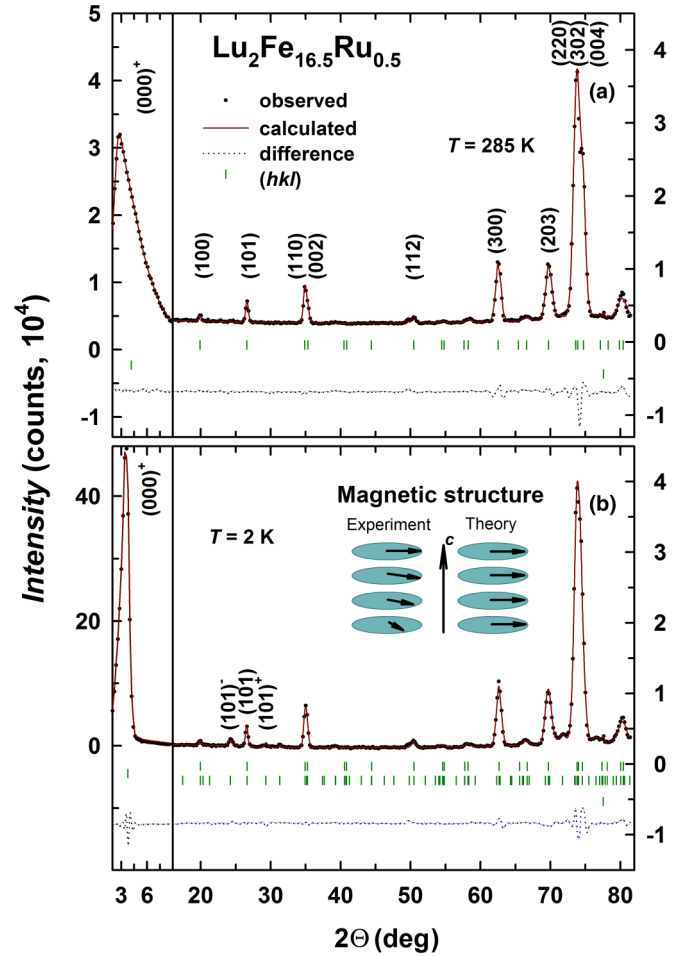 Lu2Fe16.5Ru0.5
observed
calculated
difference
(hkl)
T = 285 K
(a)
(000)+
(100)
(101)
(110)
(002)
(112)
(300)
(203)
(220)
(302)
(004)
5
4
3
2
1
0
-1
4
3
2
1
0
-1
Intensity (counts, 10^4)
(b)
Magnetic structure
Experiment
Theory
c
T = 2 K
(000)+
(101)-
(101)
(101)+
40
20
0
4
3
2
1
0
-1
3 6 20 30 40 50 60 70 80
2Θ (deg)